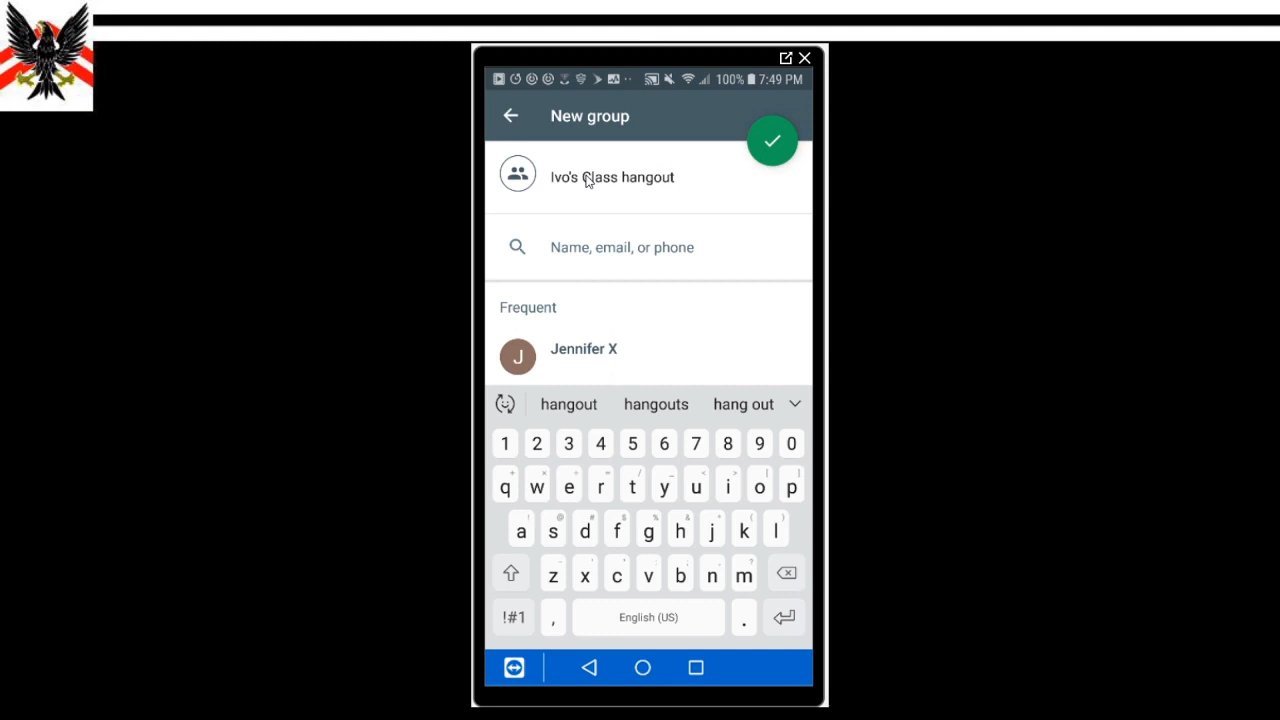 100% 7:49 PM
New group
Ivo's Class hangout
Name, email, or phone
Frequent
J Jennifer X
hangout hangouts hang out
1 2 3 4 5 6 7 8 9 0
q w e r t y u i o p
a s d f g h j k l
z x c v b n m
!#1 , English (US) .